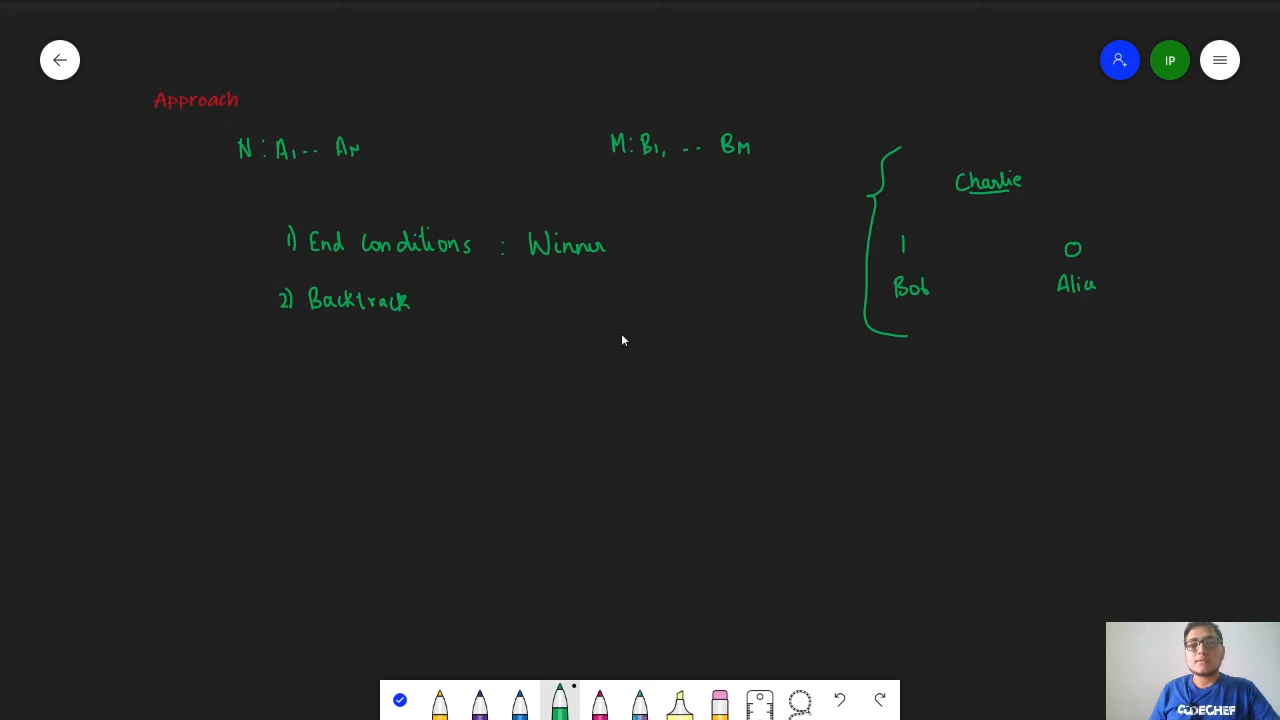 IP
Approach
N : A1 .. AN
M : B1, .. BM
Charlie
1 0
Bob Alice
1) End conditions : Winner
2) Backtrack
CODECHEF